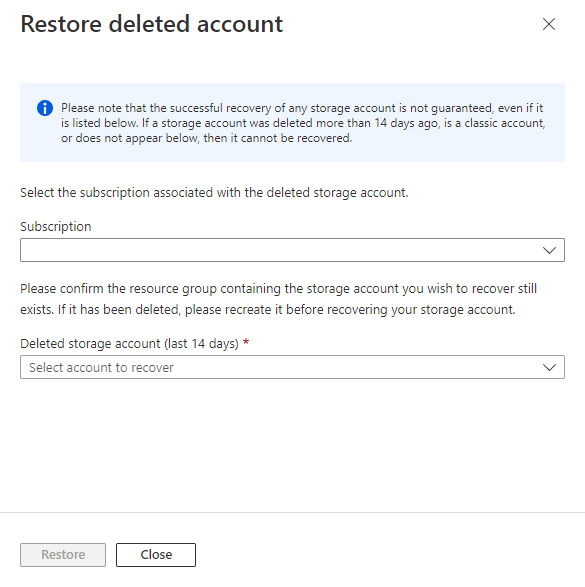 Restore deleted account
Please note that the successful recovery of any storage account is not guaranteed, even if it
is listed below. If a storage account was deleted more than 14 days ago, is a classic account,
or does not appear below, then it cannot be recovered.
Select the subscription associated with the deleted storage account.
Subscription
Please confirm the resource group containing the storage account you wish to recover still
exists. If it has been deleted, please recreate it before recovering your storage account.
Deleted storage account (last 14 days) *
Select account to recover
Restore
Close